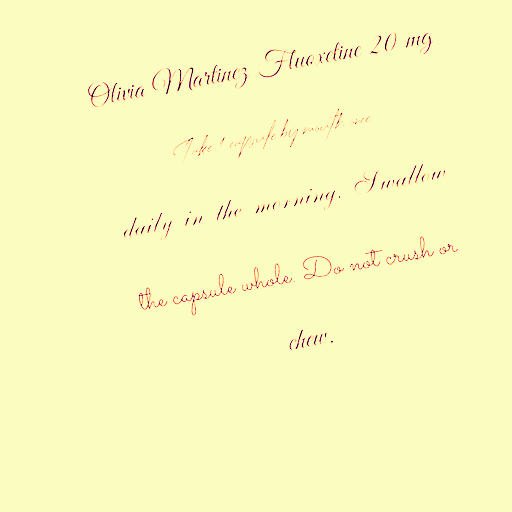 Olivia Martinez Fluoxetine 20 mg
Take 1 capsule by mouth once
daily in the morning. Swallow
the capsule whole. Do not crush or
chew.